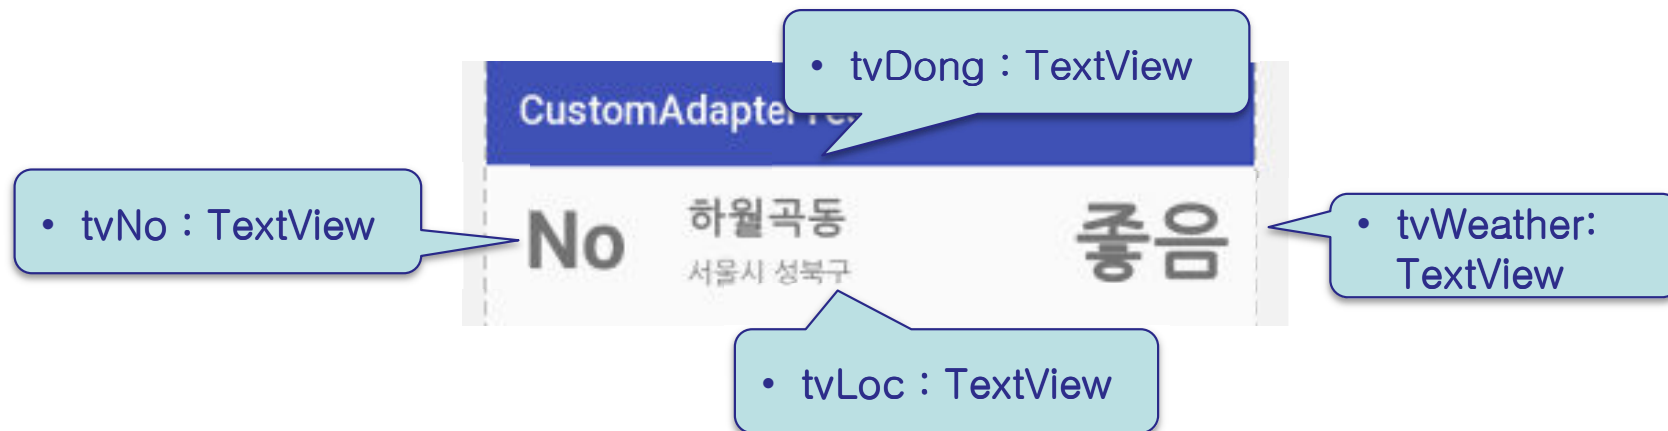 • tvDong : TextView
CustomAdapter
• tvNo : TextView
No
하월곡동
서울시 성북구
좋음
• tvWeather:
TextView
• tvLoc : TextView